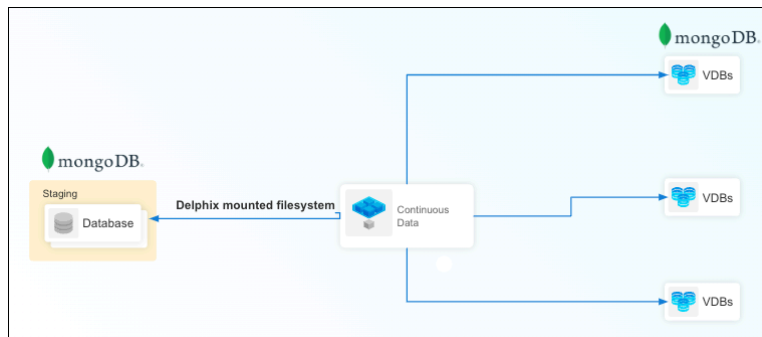 mongoDB®
VDBs
mongoDB®
Staging
Database
Delphix mounted filesystem
Continuous
Data
VDBs
VDBs